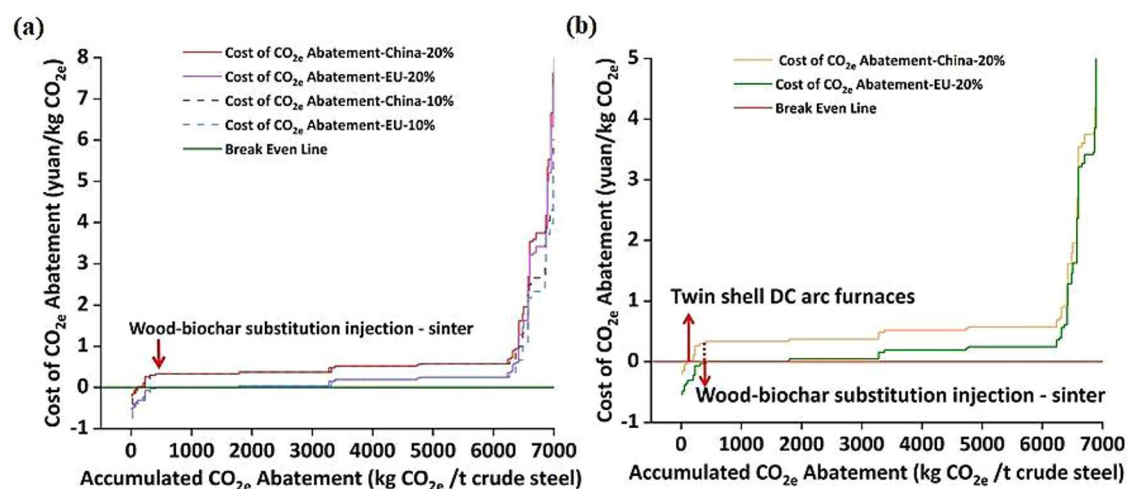 (a)
Cost of CO2e Abatement (yuan/kg CO2e)
8
7
6
5
4
3
2
1
0
-1
Cost of CO2e Abatement-China-20%
Cost of CO2e Abatement-EU-20%
Cost of CO2e Abatement-China-10%
Cost of CO2e Abatement-EU-10%
Break Even Line
Wood-biochar substitution injection - sinter
0 1000 2000 3000 4000 5000 6000 7000
Accumulated CO2e Abatement (kg CO2e /t crude steel)
(b)
Cost of CO2e Abatement (yuan/kg CO2e)
5
4
3
2
1
0
-1
Cost of CO2e Abatement-China-20%
Cost of CO2e Abatement-EU-20%
Break Even Line
Twin shell DC arc furnaces
Wood-biochar substitution injection - sinter
0 1000 2000 3000 4000 5000 6000 7000
Accumulated CO2e Abatement (kg CO2e /t crude steel)